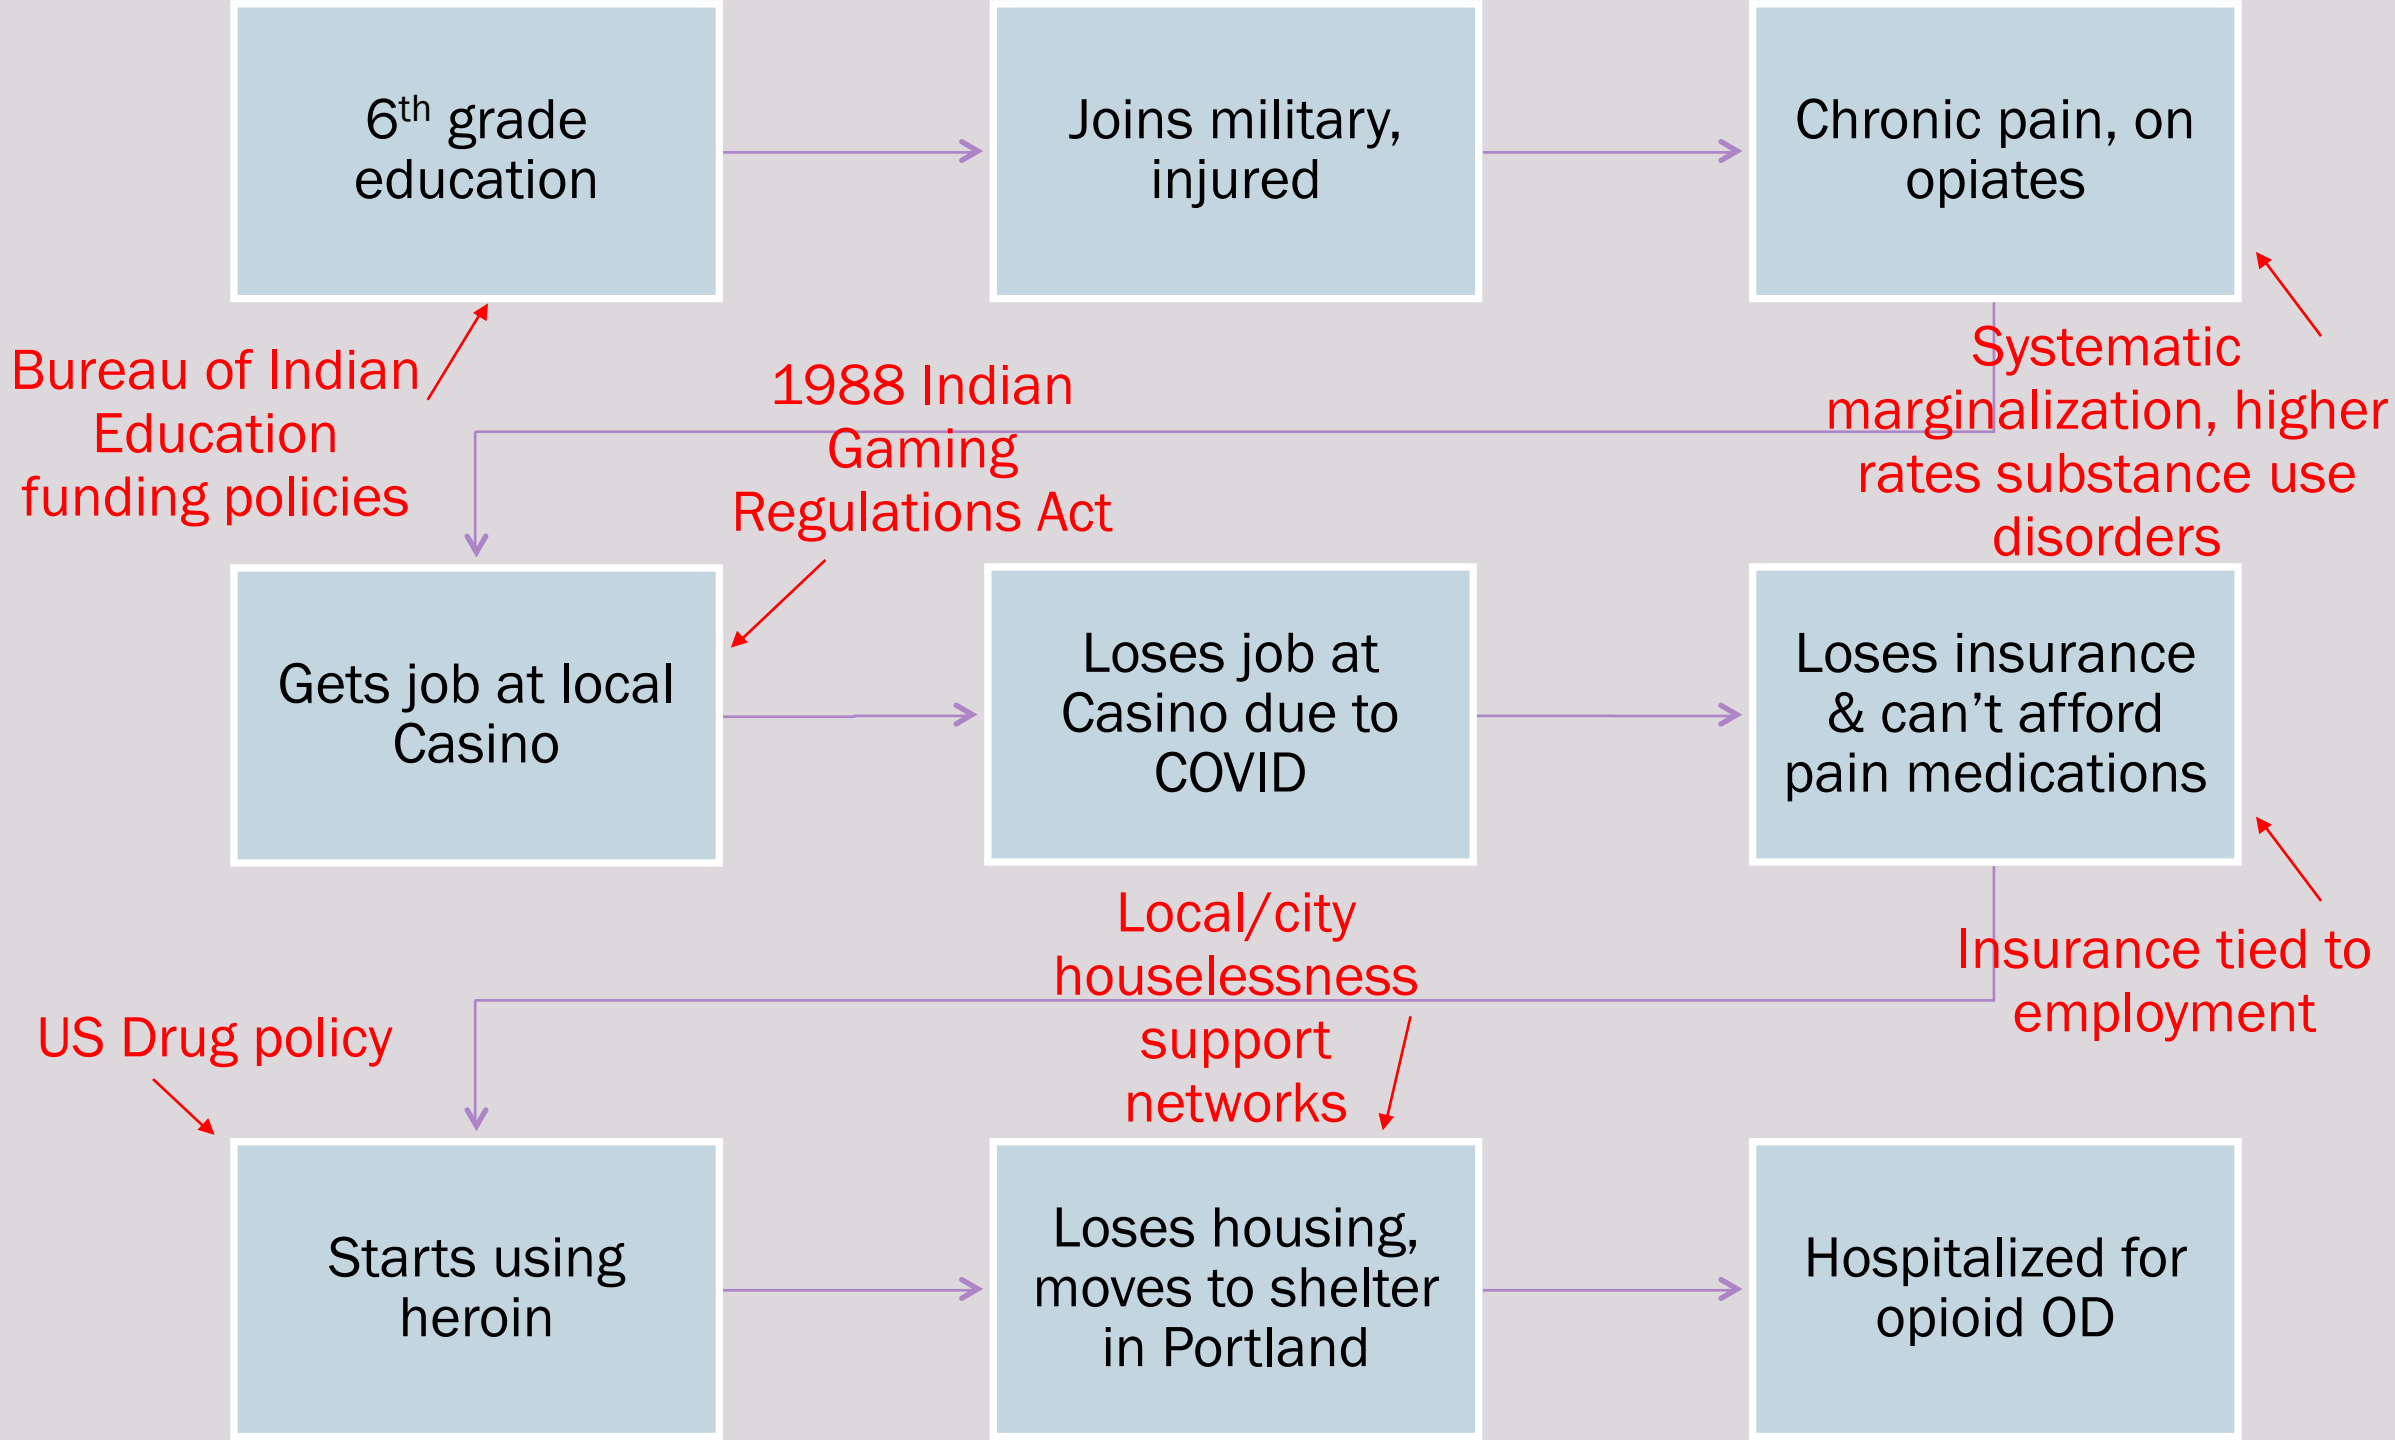 6th grade
education
Joins military,
injured
Chronic pain, on
opiates
Bureau of Indian
Education
funding policies
1988 Indian
Gaming
Regulations Act
Systematic
marginalization, higher
rates substance use
disorders
Gets job at local
Casino
Loses job at
Casino due to
COVID
Loses insurance
& can’t afford
pain medications
US Drug policy
Local/city
houselessness
support
networks
Insurance tied to
employment
Starts using
heroin
Loses housing,
moves to shelter
in Portland
Hospitalized for
opioid OD